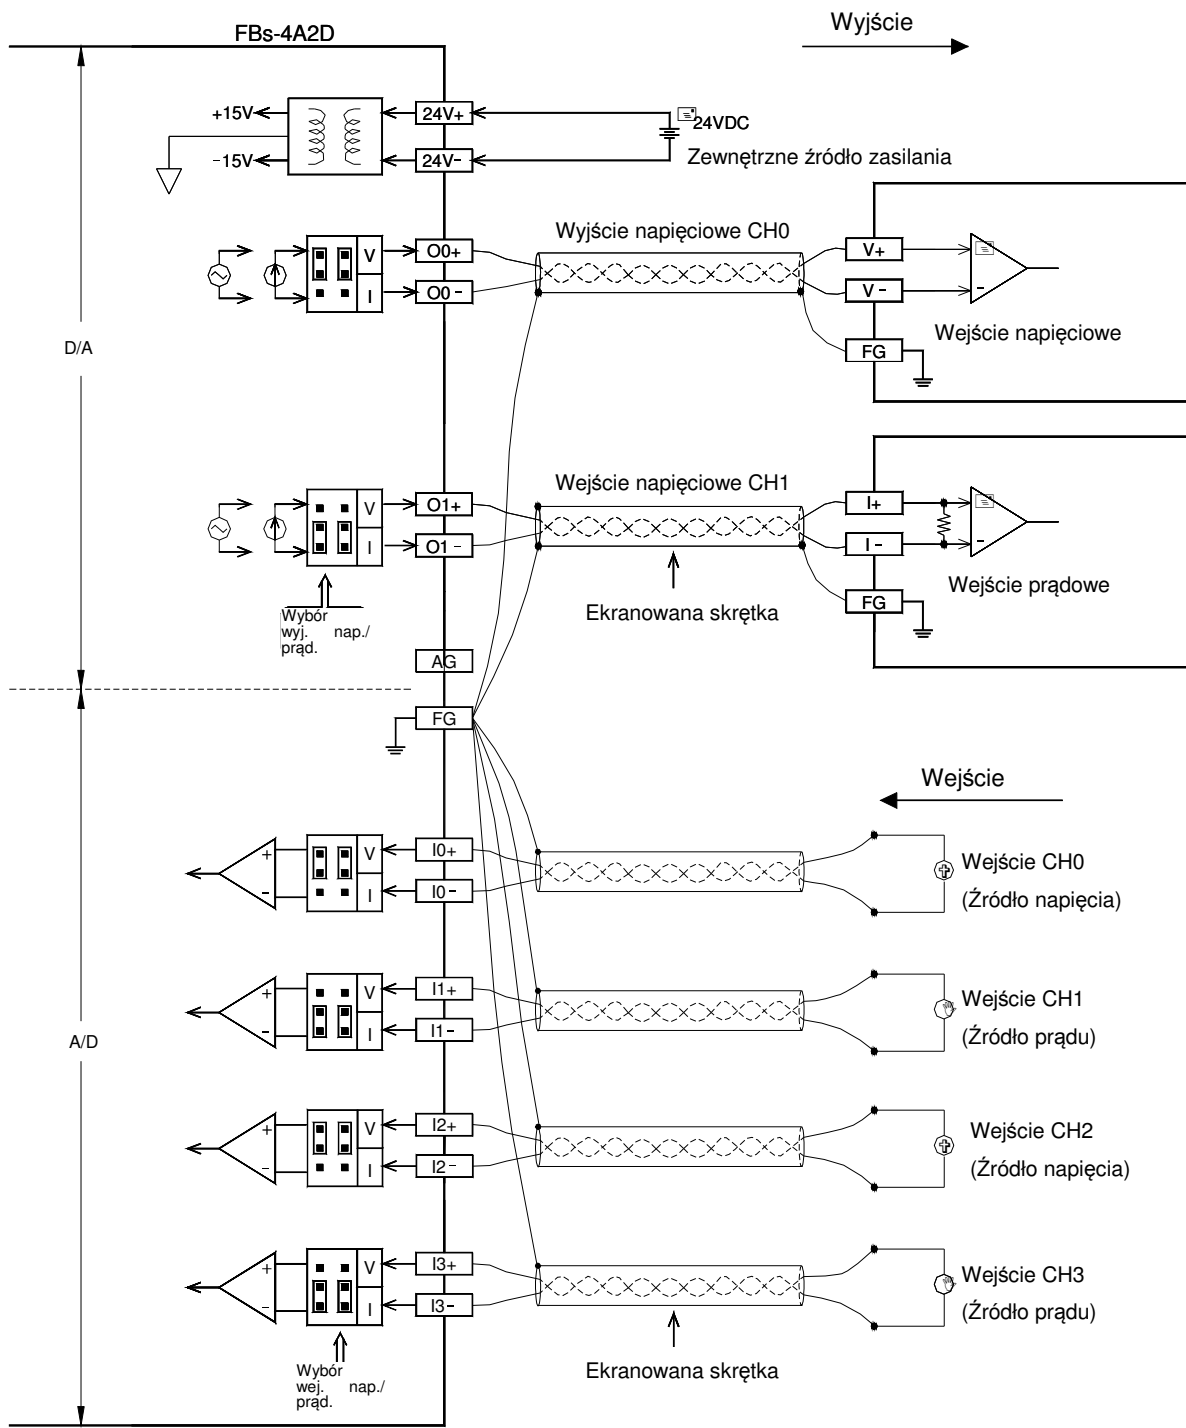 FBs-4A2D
Wyjście
+15V
24V+
24VDC
−15V
24V-
Zewnętrzne źródło zasilania
Wyjście napięciowe CH0
V
O0+
V+
I
O0 −
V −
-
Wejście napięciowe
FG
D/A
Wejście napięciowe CH1
V
O1+
I+
I
O1 −
I −
-
Wejście prądowe
FG
Ekranowana skrętka
Wybór
wyj. nap./
prąd.
AG
FG
Wejście
+
V
I0+
Wejście CH0
-
I
I0 −
(Źródło napięcia)
+
V
I1+
Wejście CH1
-
I
I1 −
(Źródło prądu)
A/D
+
V
I2+
Wejście CH2
-
I
I2 −
(Źródło napięcia)
+
V
I3+
Wejście CH3
-
I
I3 −
(Źródło prądu)
Wybór
wej. nap./
prąd.
Ekranowana skrętka